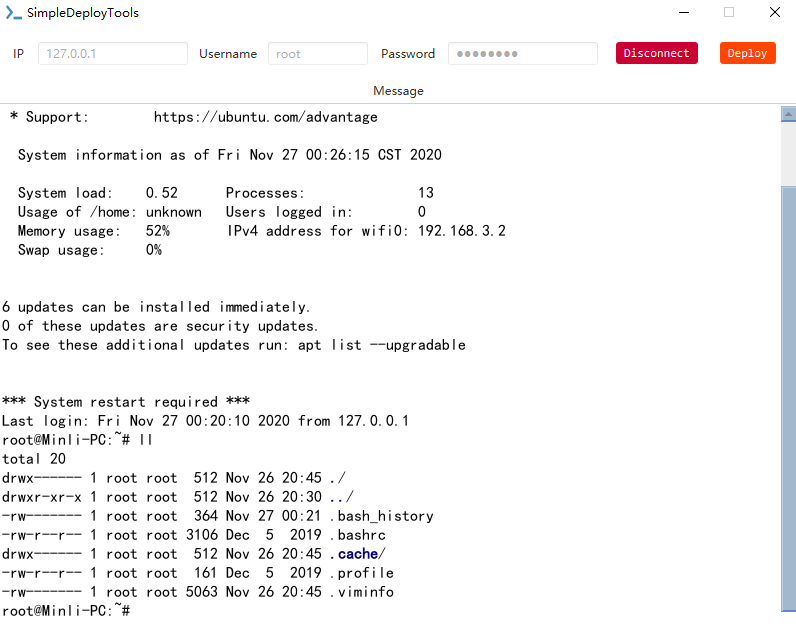 SimpleDeployTools
IP 127.0.0.1 Username root Password ●●●●●●●● Disconnect Deploy
Message
 * Support:        https://ubuntu.com/advantage
  System information as of Fri Nov 27 00:26:15 CST 2020
  System load:    0.52      Processes:              13
  Usage of /home: unknown   Users logged in:        0
  Memory usage:   52%       IPv4 address for wifi0: 192.168.3.2
  Swap usage:     0%
6 updates can be installed immediately.
0 of these updates are security updates.
To see these additional updates run: apt list --upgradable
*** System restart required ***
Last login: Fri Nov 27 00:20:10 2020 from 127.0.0.1
root@Minli-PC:~# ll
total 20
drwx------ 1 root root  512 Nov 26 20:45 ./
drwxr-xr-x 1 root root  512 Nov 26 20:30 ../
-rw------- 1 root root  364 Nov 27 00:21 .bash_history
-rw-r--r-- 1 root root 3106 Dec  5  2019 .bashrc
drwx------ 1 root root  512 Nov 26 20:45 .cache/
-rw-r--r-- 1 root root  161 Dec  5  2019 .profile
-rw------- 1 root root 5063 Nov 26 20:45 .viminfo
root@Minli-PC:~#